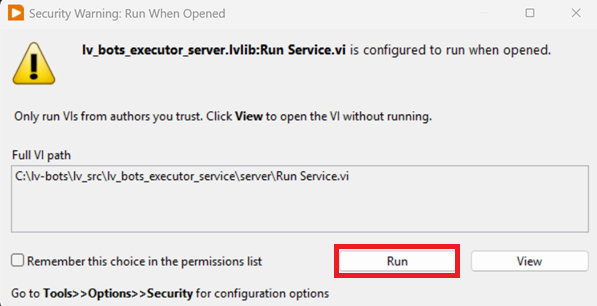 Security Warning: Run When Opened
lv_bots_executor_server.lvlib:Run Service.vi is configured to run when opened.
Only run VIs from authors you trust. Click View to open the VI without running.
Full VI path
C:\lv-bots\lv_src\lv_bots_executor_service\server\Run Service.vi
Remember this choice in the permissions list
Run
View
Go to Tools>>Options>>Security for configuration options